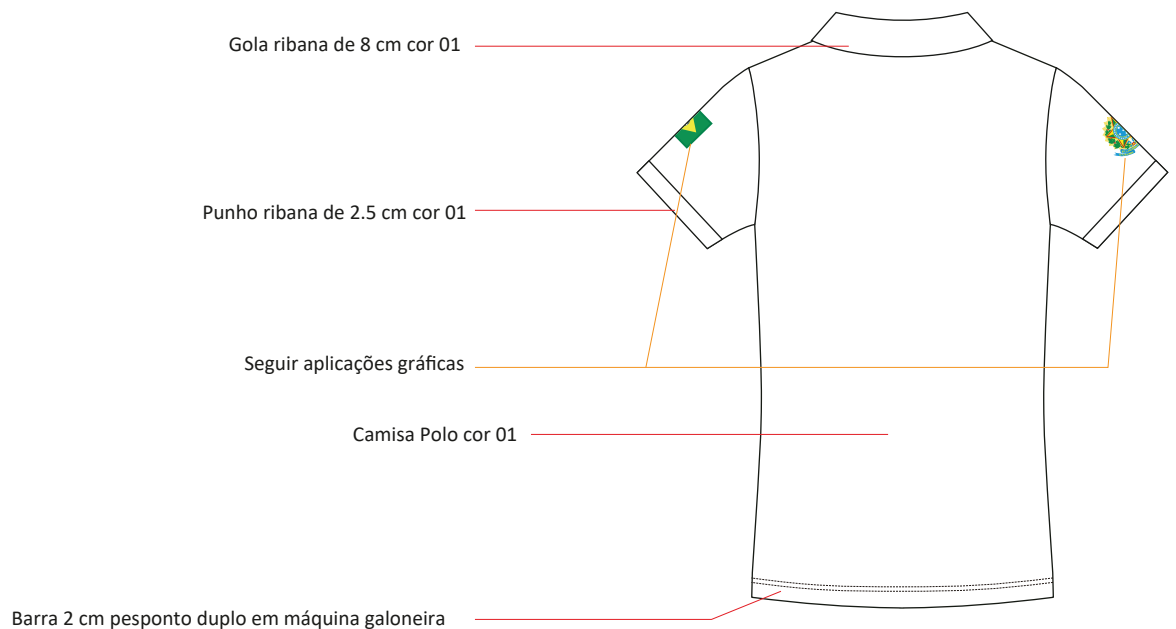 Gola ribana de 8 cm cor 01
Punho ribana de 2.5 cm cor 01
Seguir aplicações gráficas
Camisa Polo cor 01
Barra 2 cm pesponto duplo em máquina galoneira